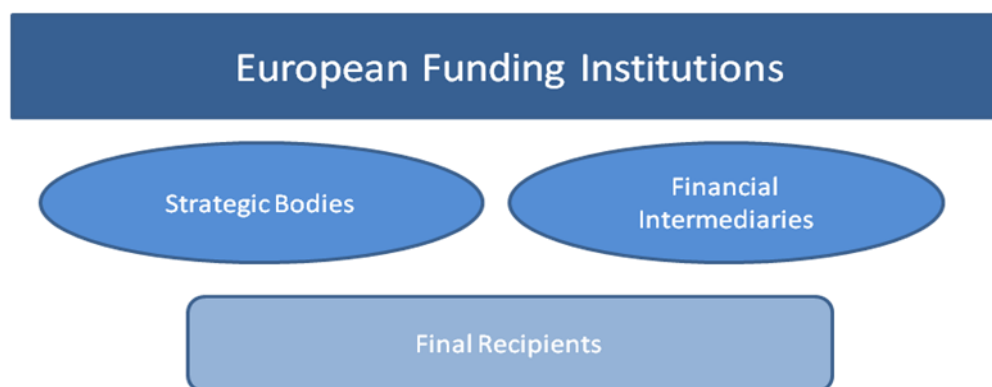 European Funding Institutions
Strategic Bodies
Financial
Intermediaries
Final Recipients